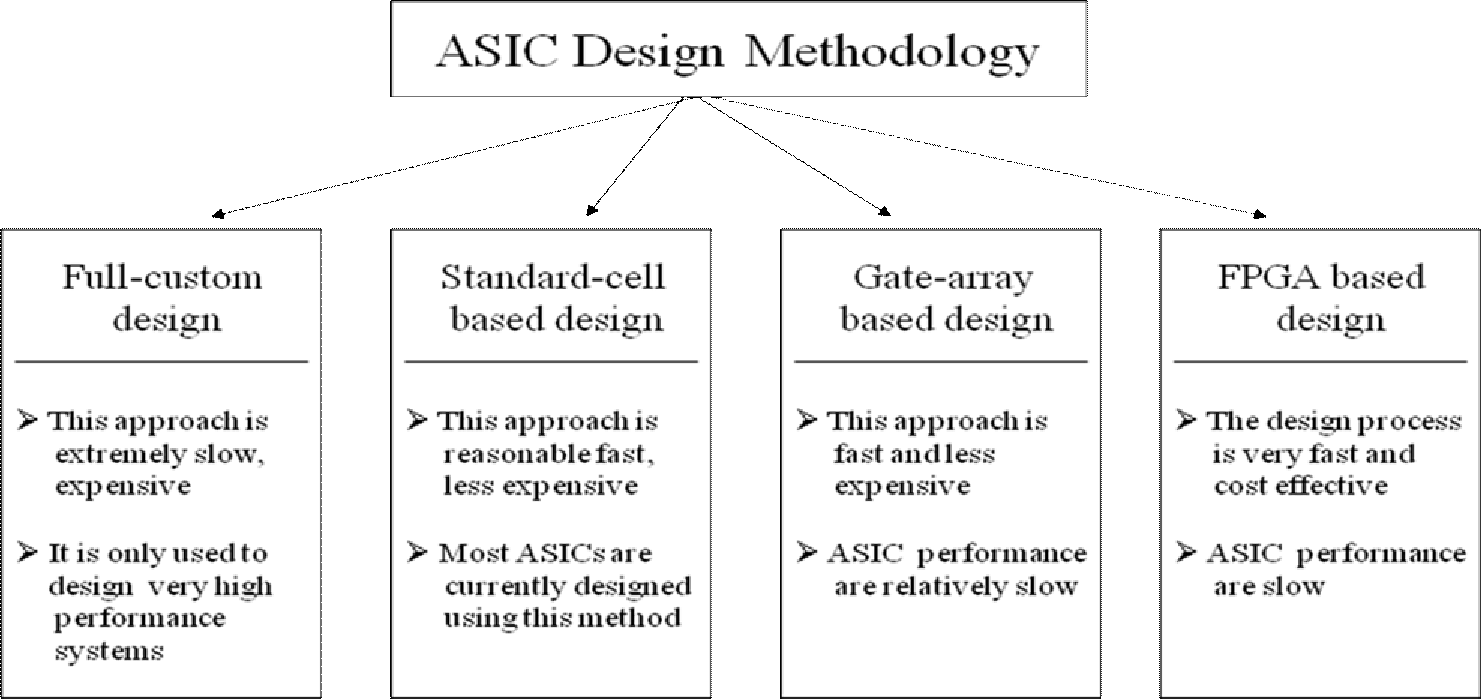 ASIC Design Methodology
Full-custom
design
➢ This approach is
extremely slow,
expensive
➢ It is only used to
design very high
performance
systems
Standard-cell
based design
➢ This approach is
reasonable fast,
less expensive
➢ Most ASICs are
currently designed
using this method
Gate-array
based design
➢ This approach is
fast and less
expensive
➢ ASIC performance
are relatively slow
FPGA based
design
➢ The design process
is very fast and
cost effective
➢ ASIC performance
are slow